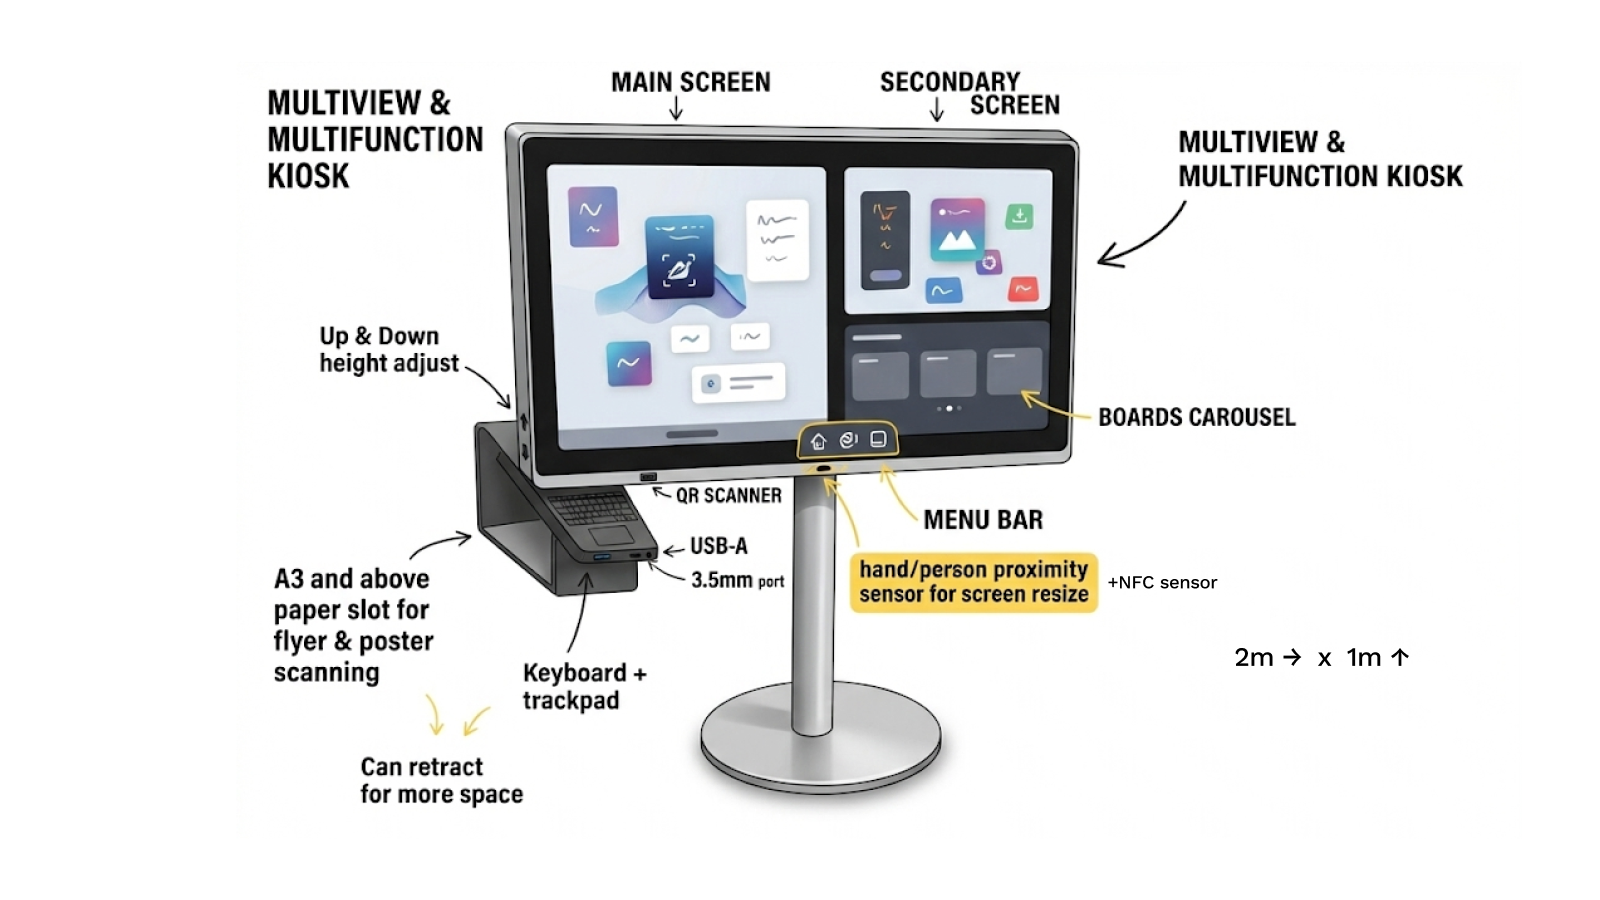 MULTIVIEW &
MULTIFUNCTION
KIOSK
MAIN SCREEN
SECONDARY
SCREEN
MULTIVIEW &
MULTIFUNCTION KIOSK
Up & Down
height adjust
BOARDS CAROUSEL
QR SCANNER
MENU BAR
USB-A
3.5mm port
hand/person proximity
sensor for screen resize
+NFC sensor
A3 and above
paper slot for
flyer & poster
scanning
Keyboard +
trackpad
2m → x 1m ↑
Can retract
for more space